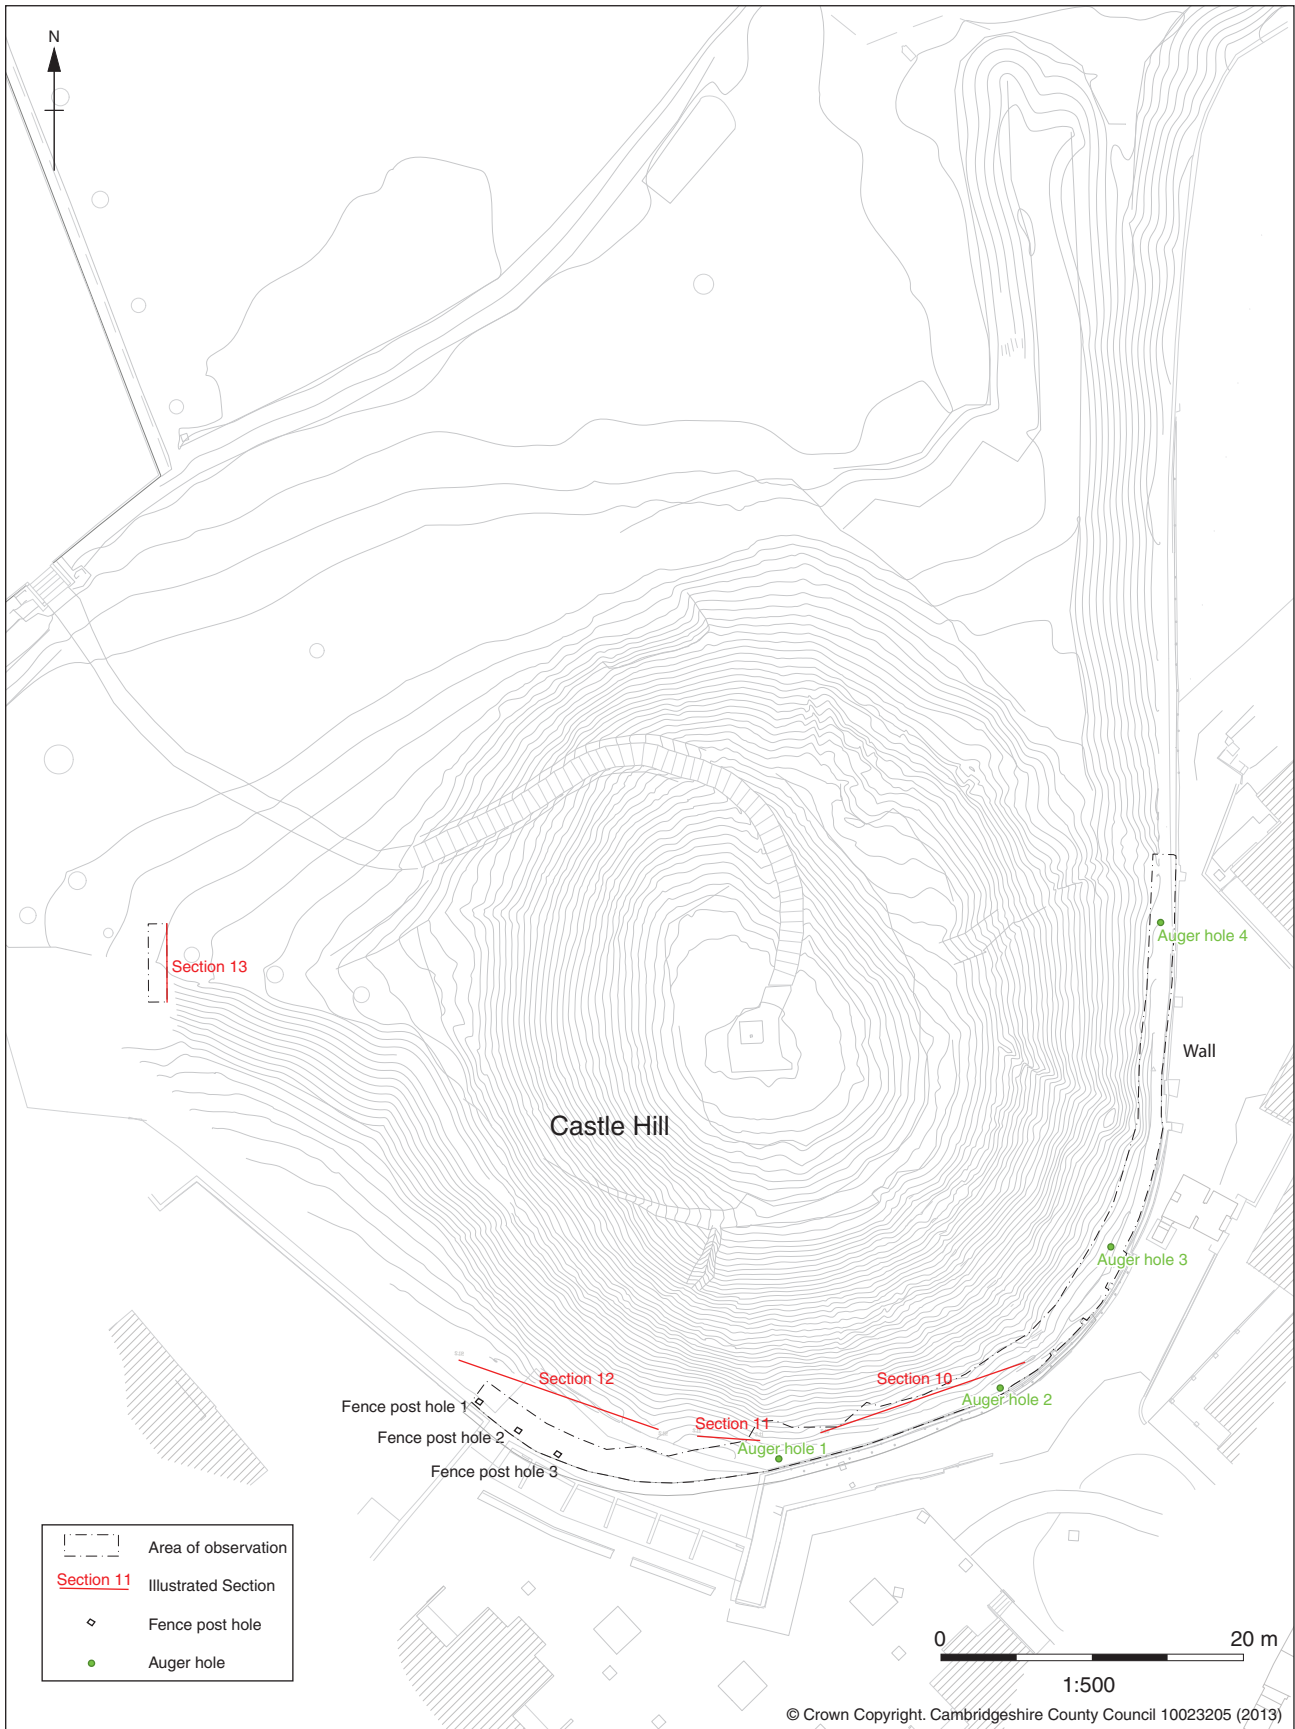 N
Section 13
Auger hole 4
Wall
Castle Hill
Auger hole 3
Section 12
Section 10
Fence post hole 1
Auger hole 2
Section 11
Fence post hole 2
Auger hole 1
Fence post hole 3
Area of observation
Section 11 Illustrated Section
Fence post hole
Auger hole
0 20 m
1:500
© Crown Copyright. Cambridgeshire County Council 10023205 (2013)